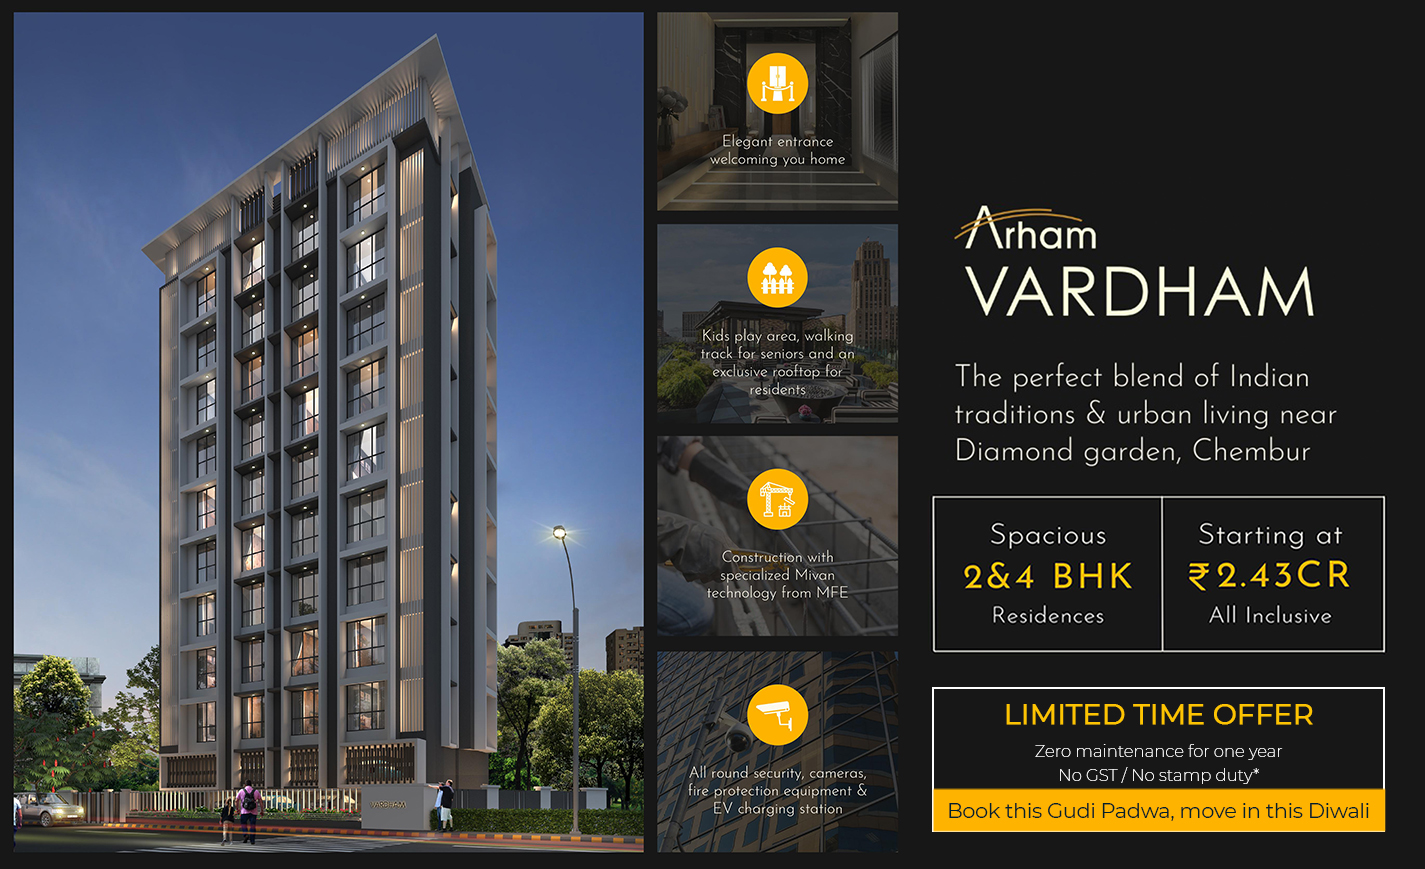 Elegant entrance
welcoming you home
Kids play area, walking
track for seniors and an
exclusive rooftop for
residents
Construction with
specialized Mivan
technology from MFE
All round security, cameras,
fire protection equipment &
EV charging station
VARDHAM
Arham
VARDHAM
The perfect blend of Indian
traditions & urban living near
Diamond garden, Chembur
Spacious
2&4 BHK
Residences
Starting at
₹2.43CR
All Inclusive
LIMITED TIME OFFER
Zero maintenance for one year
No GST / No stamp duty*
Book this Gudi Padwa, move in this Diwali